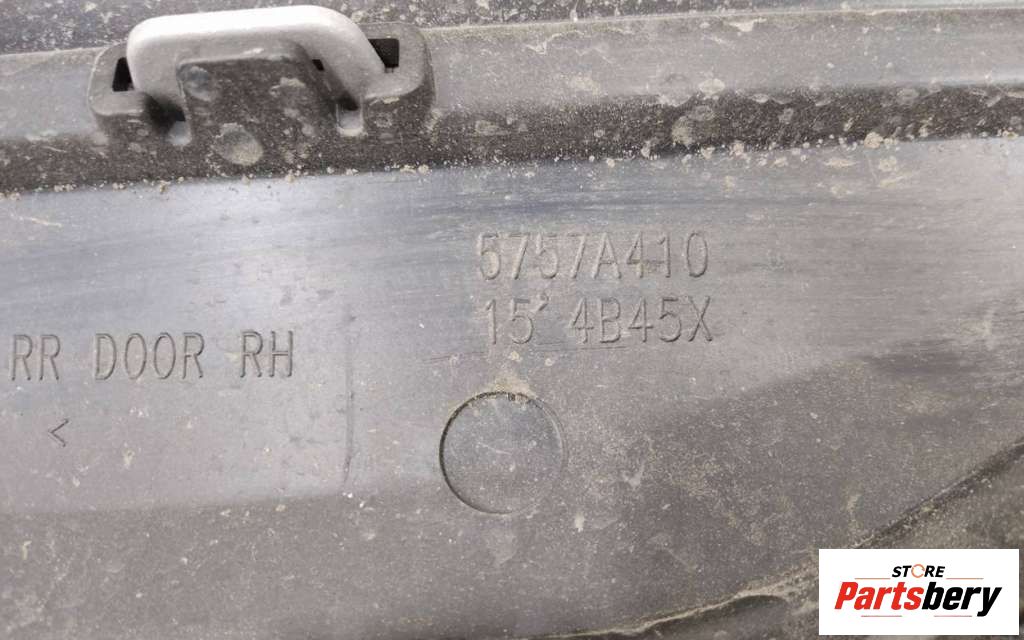 5757A410
15' 4B45X
RR DOOR RH
<
STORE
Partsbery